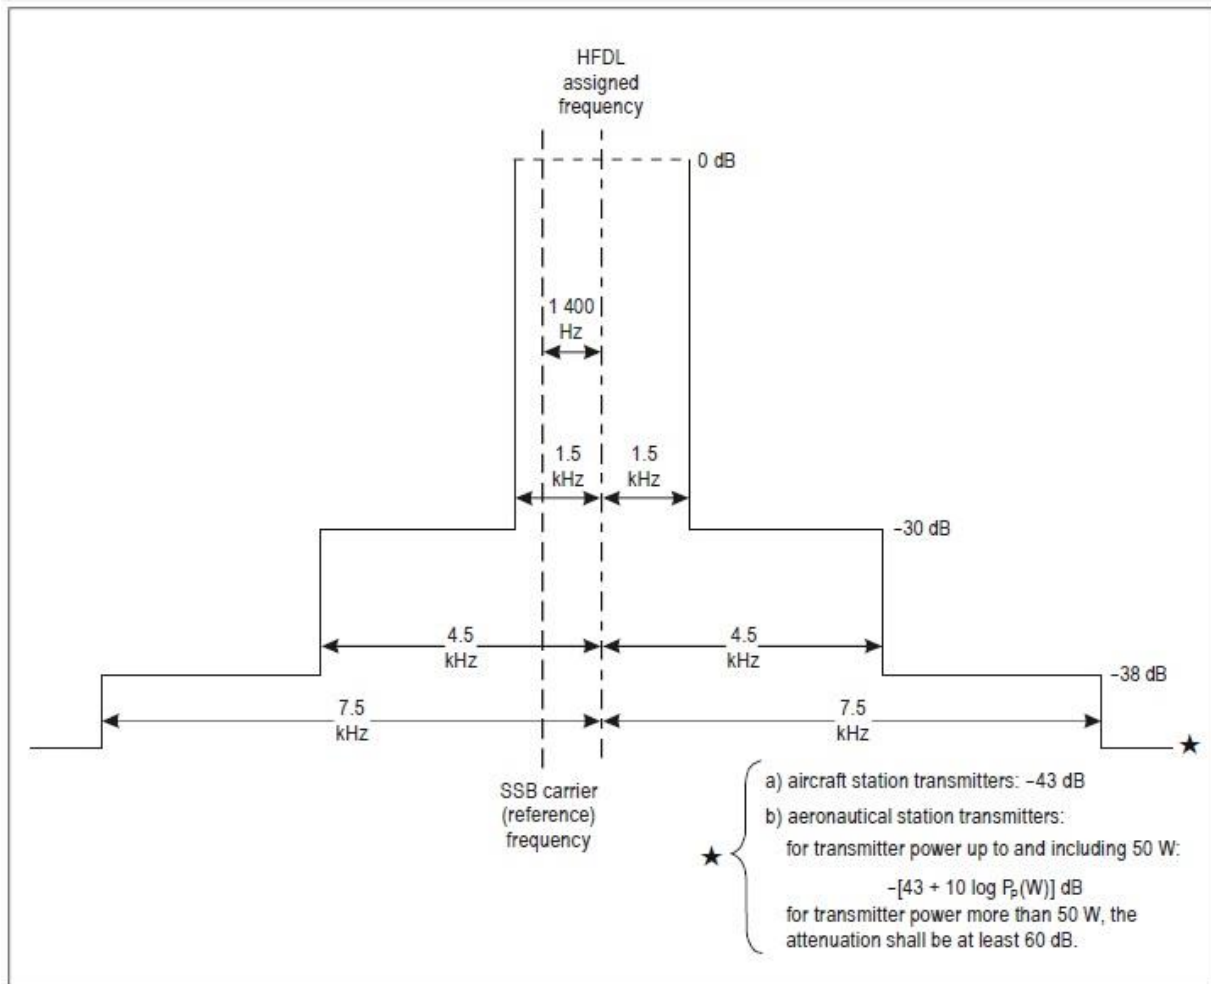 HFDL
assigned
frequency
0 dB
1 400
Hz
1.5
kHz
1.5
kHz
–30 dB
4.5
kHz
4.5
kHz
–38 dB
7.5
kHz
7.5
kHz
★
SSB carrier
(reference)
frequency
★
a) aircraft station transmitters: –43 dB
b) aeronautical station transmitters:
for transmitter power up to and including 50 W:
–[43 + 10 log Pp(W)] dB
for transmitter power more than 50 W, the
attenuation shall be at least 60 dB.